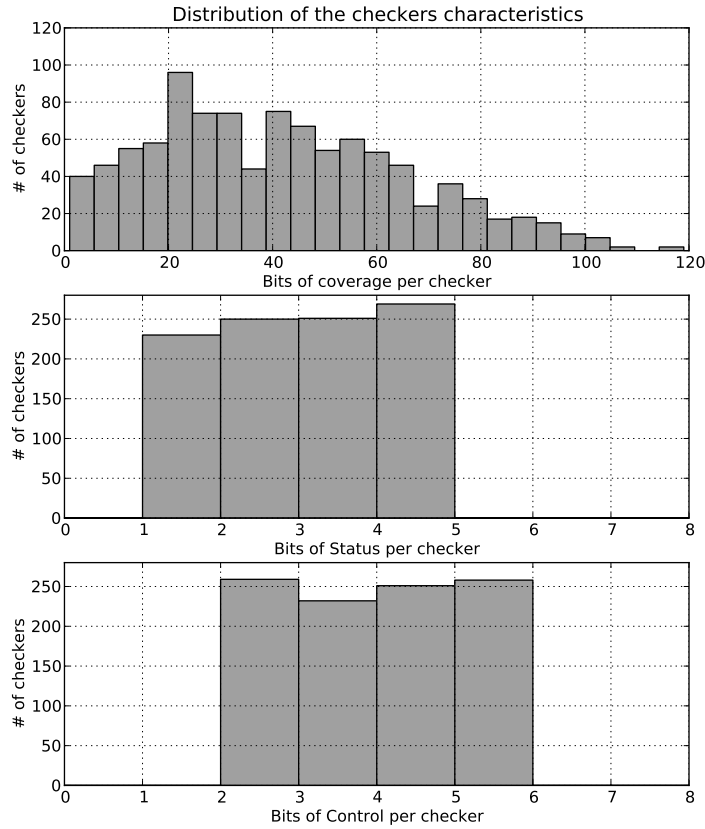 Distribution of the checkers characteristics
120
100
80
60
40
20
0
# of checkers
0 20 40 60 80 100 120
Bits of coverage per checker
250
200
150
100
50
0
# of checkers
0 1 2 3 4 5 6 7 8
Bits of Status per checker
250
200
150
100
50
0
# of checkers
0 1 2 3 4 5 6 7 8
Bits of Control per checker